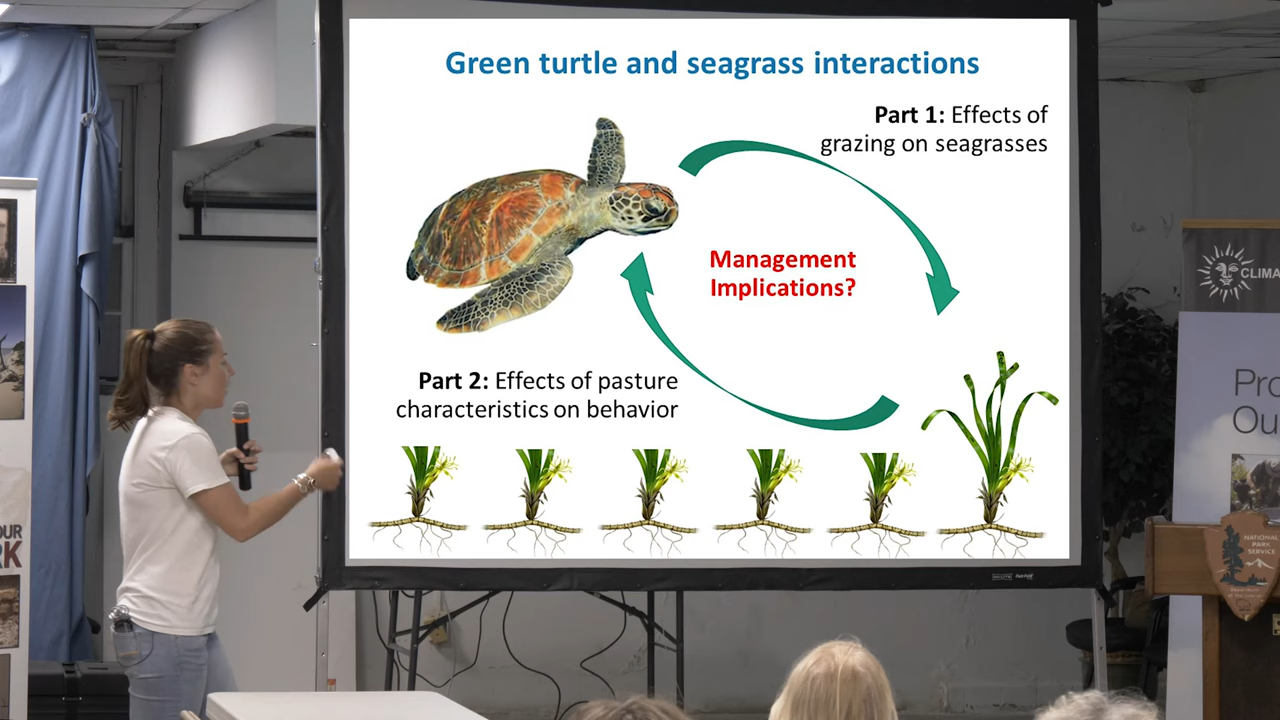 Green turtle and seagrass interactions
Part 1: Effects of
grazing on seagrasses
Management
Implications?
Part 2: Effects of pasture
characteristics on behavior
CLIMA
Pro
Ou
OUR
RK
NATIONAL
PARK
SERVICE